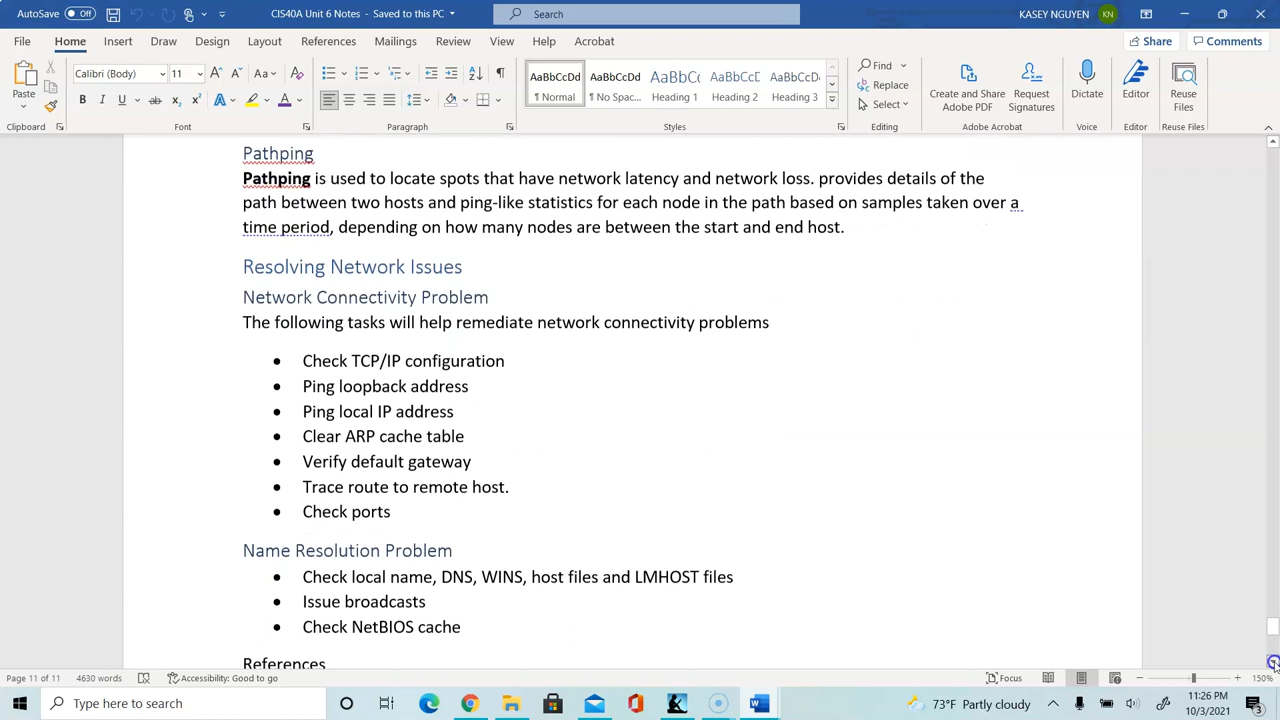 AutoSave Off CIS40A Unit 6 Notes - Saved to this PC Search KASEY NGUYEN KN
File Home Insert Draw Design Layout References Mailings Review View Help Acrobat Share Comments
Paste Calibri (Body) 11 Aa AaBbCcDd AaBbCcDd AaBbCc AaBbCcD AaBbCcD Find
¶ Normal ¶ No Spac... Heading 1 Heading 2 Heading 3 Replace
Select
Create and Share Adobe PDF Request Signatures Dictate Editor Reuse Files
Clipboard Font Paragraph Styles Editing Adobe Acrobat Voice Editor Reuse Files
Pathping
Pathping is used to locate spots that have network latency and network loss. provides details of the
path between two hosts and ping-like statistics for each node in the path based on samples taken over a
time period, depending on how many nodes are between the start and end host.
Resolving Network Issues
Network Connectivity Problem
The following tasks will help remediate network connectivity problems
• Check TCP/IP configuration
• Ping loopback address
• Ping local IP address
• Clear ARP cache table
• Verify default gateway
• Trace route to remote host.
• Check ports
Name Resolution Problem
• Check local name, DNS, WINS, host files and LMHOST files
• Issue broadcasts
• Check NetBIOS cache
References
Page 11 of 11 4630 words Accessibility: Good to go Focus 150%
Type here to search 73°F Partly cloudy 11:26 PM
10/3/2021 3